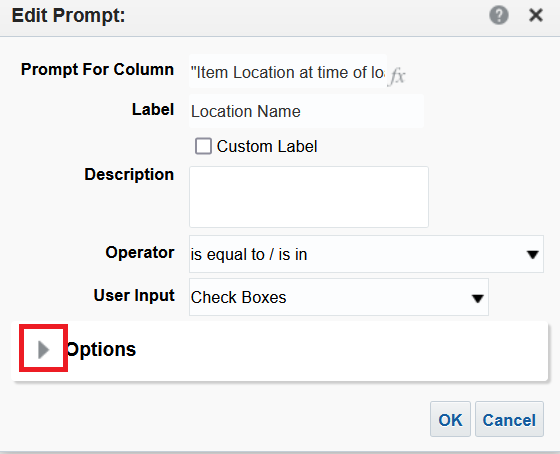 Edit Prompt:
Prompt For Column "Item Location at time of lo fx
Label Location Name
Custom Label
Description
Operator is equal to / is in
User Input Check Boxes
Options
OK Cancel